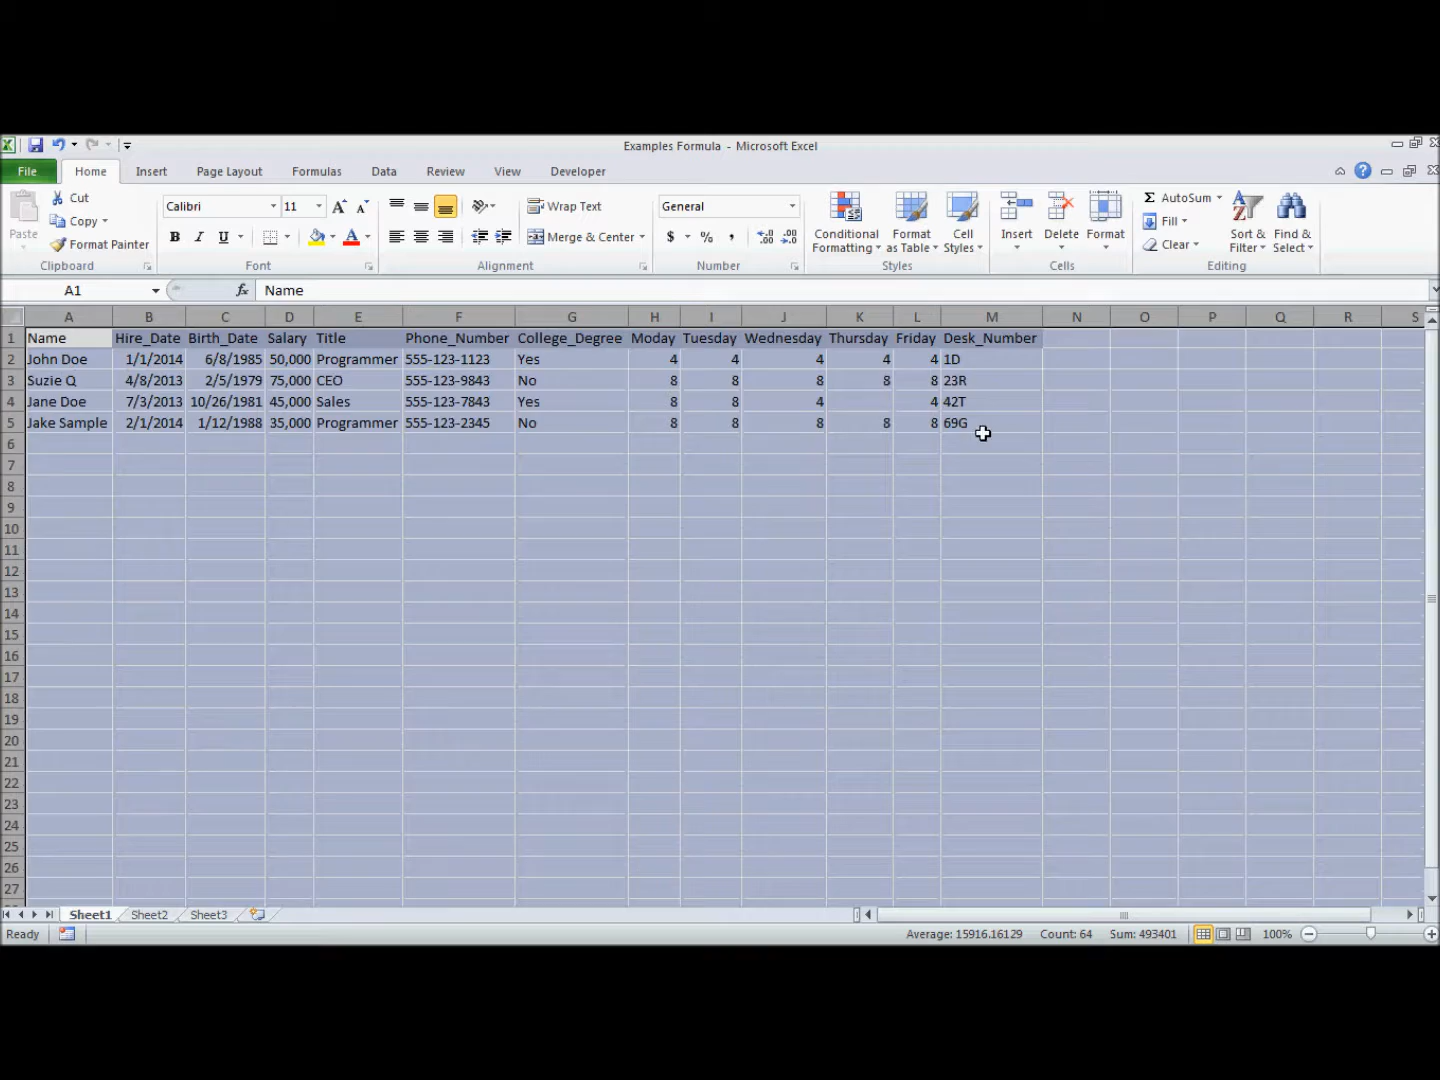 Examples Formula - Microsoft Excel
File Home Insert Page Layout Formulas Data Review View Developer
Cut Calibri 11 A A Wrap Text General AutoSum
Copy
Paste Format Painter B I U A Merge & Center $ % , .00 .0 Conditional Formatting Format as Table Cell Styles Insert Delete Format Fill Clear Sort & Filter Find & Select
Clipboard Font Alignment Number Styles Cells Editing
A1 fx Name
A B C D E F G H I J K L M N O P Q R S
1 Name Hire_Date Birth_Date Salary Title Phone_Number College_Degree Moday Tuesday Wednesday Thursday Friday Desk_Number
2 John Doe 1/1/2014 6/8/1985 50,000 Programmer 555-123-1123 Yes 4 4 4 4 4 1D
3 Suzie Q 4/8/2013 2/5/1979 75,000 CEO 555-123-9843 No 8 8 8 8 8 23R
4 Jane Doe 7/3/2013 10/26/1981 45,000 Sales 555-123-7843 Yes 8 8 4 4 42T
5 Jake Sample 2/1/2014 1/12/1988 35,000 Programmer 555-123-2345 No 8 8 8 8 8 69G
6
7
8
9
10
11
12
13
14
15
16
17
18
19
20
21
22
23
24
25
26
27
Sheet1 Sheet2 Sheet3
Ready Average: 15916.16129 Count: 64 Sum: 493401 100%